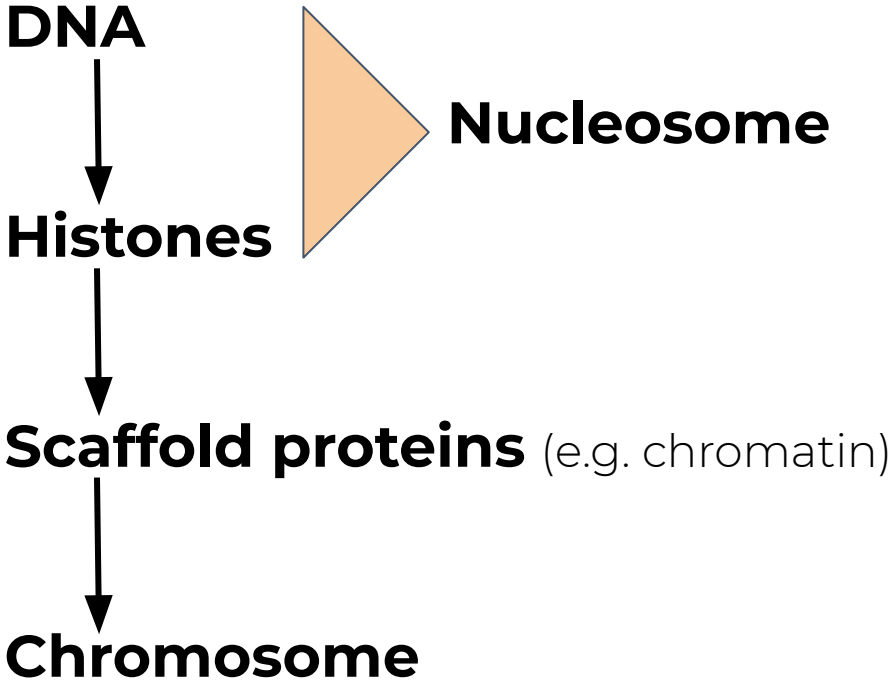 DNA
Nucleosome
Histones
Scaffold proteins (e.g. chromatin)
Chromosome